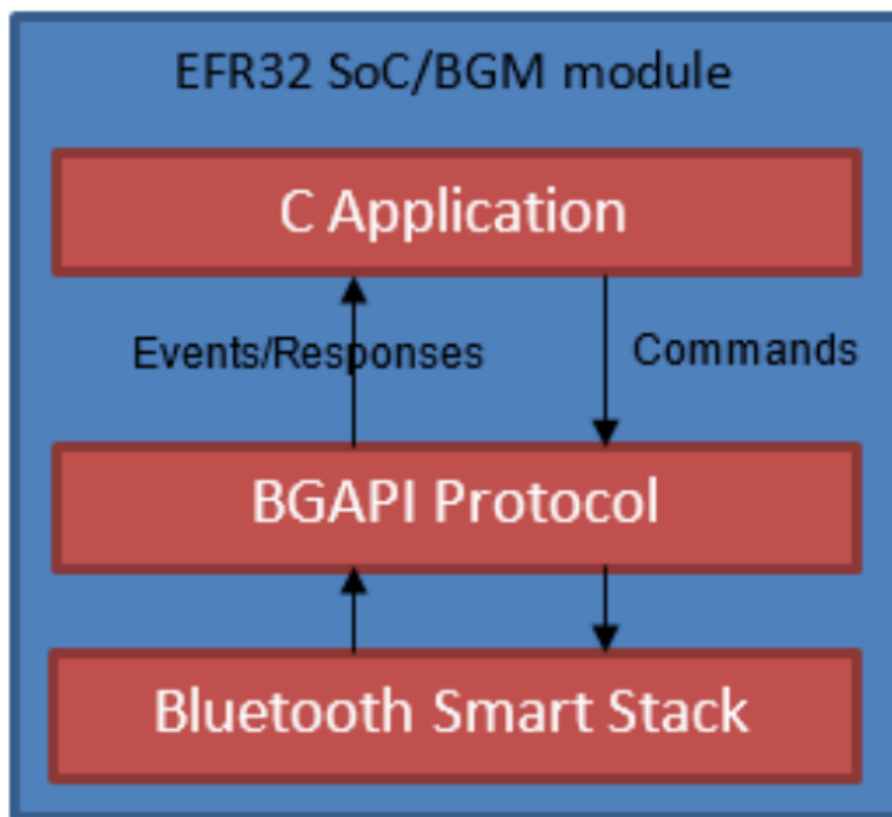 EFR32 SoC/BGM module
C Application
Events/Responses
Commands
BGAPI Protocol
Bluetooth Smart Stack